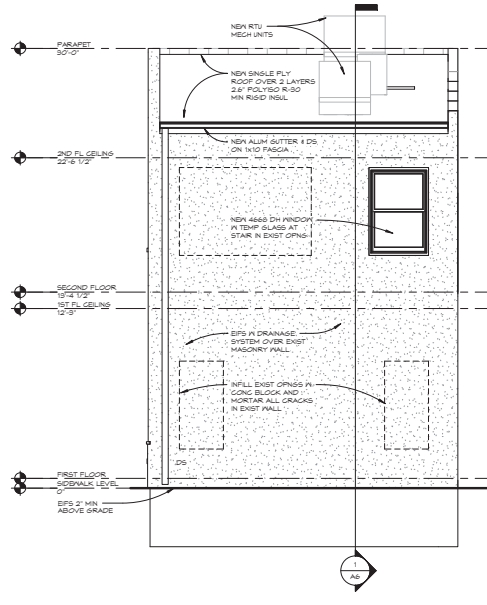 NEW RTU
MECH UNITS
PARAPET
30'-0"
NEW SINGLE PLY
ROOF OVER 2 LAYERS
2.6" POLYISO R-30
MIN RIGID INSUL
NEW ALUM GUTTER & DS
ON 1x10 FASCIA
2ND FL CEILING
22'-6 1/2"
NEW 4668 DH WINDOW
W TEMP GLASS AT
STAIR IN EXIST OPNG
SECOND FLOOR
13'-4 1/2"
1ST FL CEILING
12'-3"
EIFS W DRAINAGE
SYSTEM OVER EXIST
MASONRY WALL
INFILL EXIST OPNGS W
CONC BLOCK AND
MORTAR ALL CRACKS
IN EXIST WALL
DS
FIRST FLOOR
SIDEWALK LEVEL
0"
EIFS 2" MIN
ABOVE GRADE
1
A6